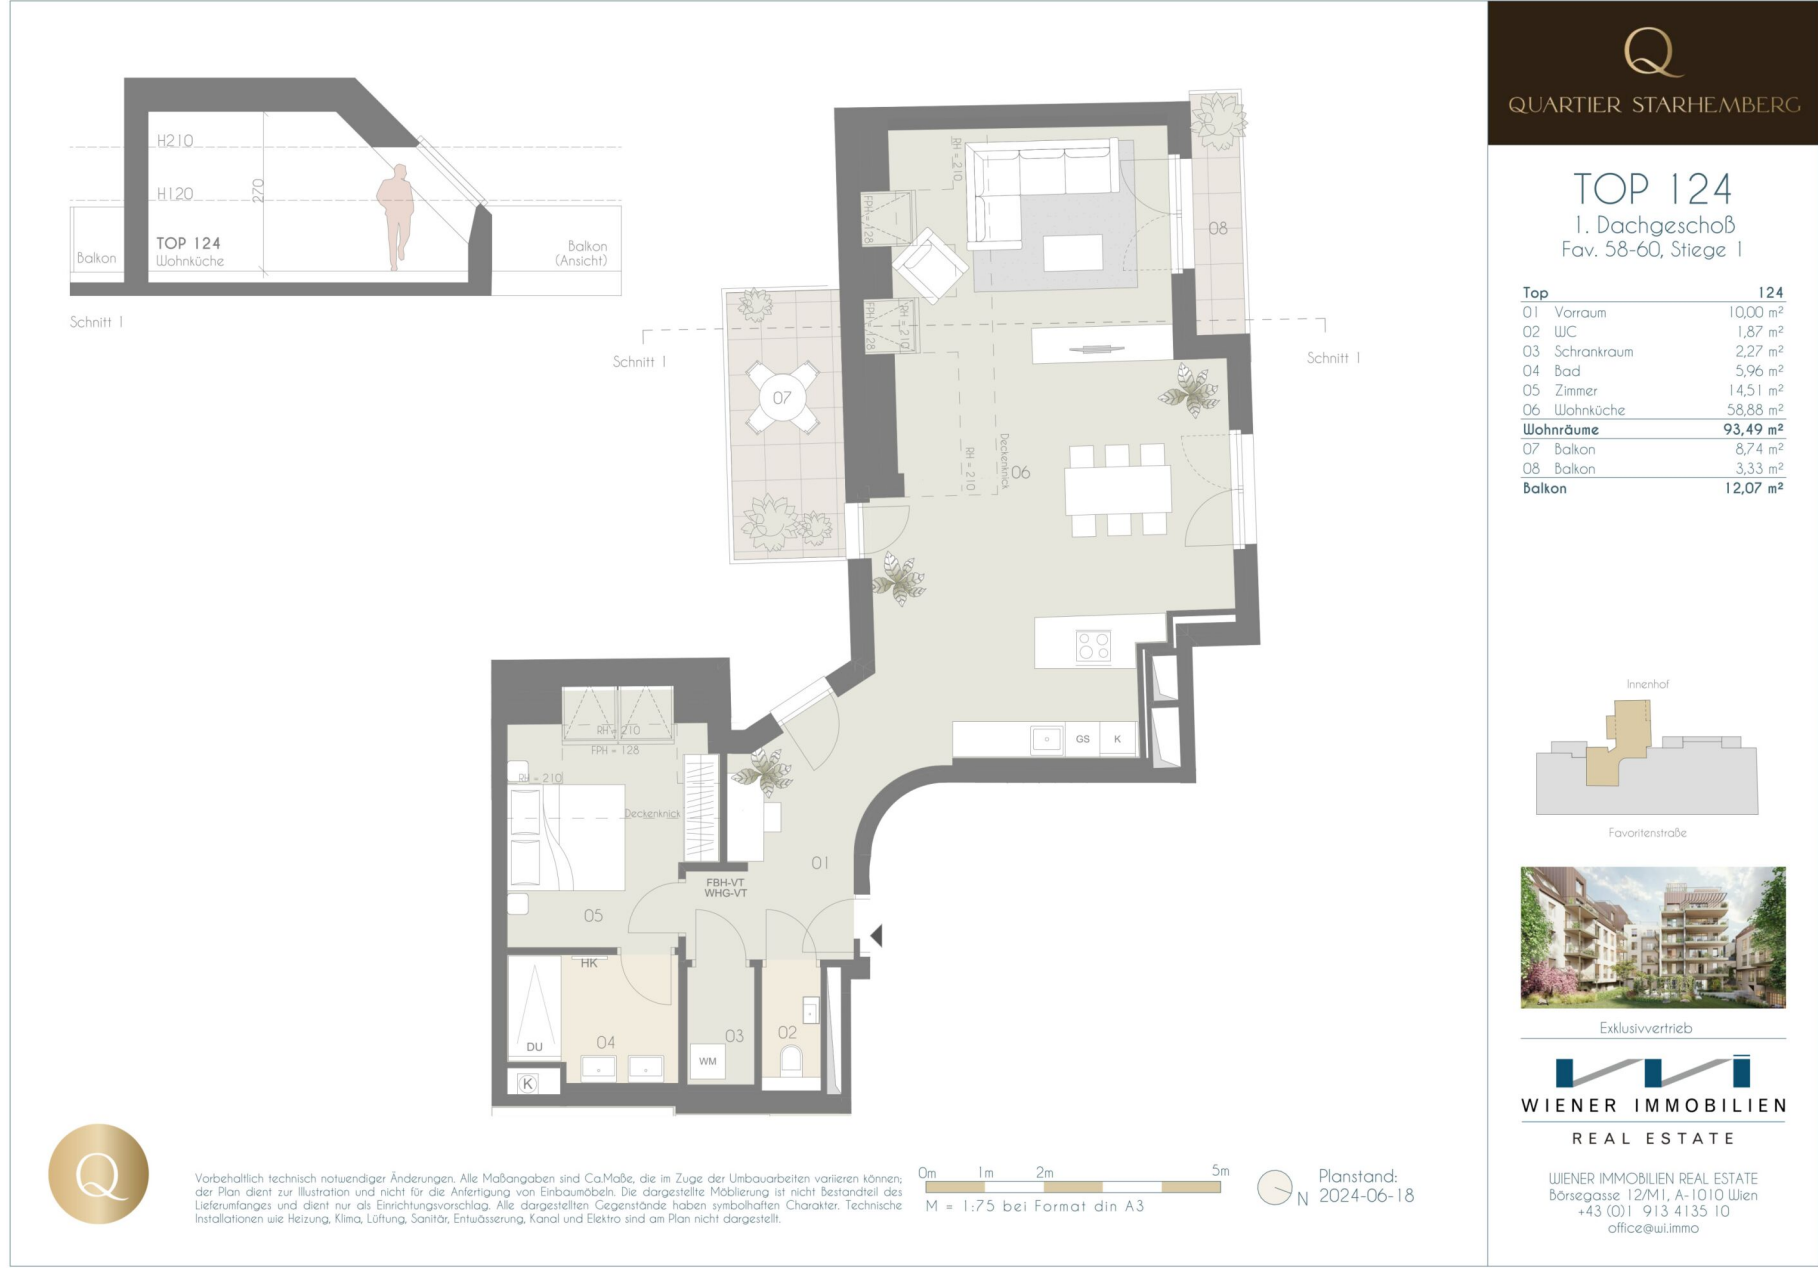 H210
H120
270
TOP 124
Wohnküche
Balkon
Balkon
(Ansicht)
Schnitt 1
Schnitt 1
Schnitt 1
RH = 210
FPH = 128
FPH = 128
RH = 210
RH = 210
Deckenknick
06
07
08
GS
K
RH = 210
FPH = 128
RH = 210
Deckenknick
01
FBH-VT
WHG-VT
05
HK
DU
04
03
02
WM
K
Q
Vorbehaltlich technisch notwendiger Änderungen. Alle Maßangaben sind Ca.Maße, die im Zuge der Umbauarbeiten variieren können;
der Plan dient zur Illustration und nicht für die Anfertigung von Einbaumöbeln. Die dargestellte Möblierung ist nicht Bestandteil des
Lieferumfanges und dient nur als Einrichtungsvorschlag. Alle dargestellten Gegenstände haben symbolhaften Charakter. Technische
Installationen wie Heizung, Klima, Lüftung, Sanitär, Entwässerung, Kanal und Elektro sind am Plan nicht dargestellt.
0m 1m 2m 5m
M = 1:75 bei Format din A3
N
Planstand:
2024-06-18
Q
QUARTIER STARHEMBERG
TOP 124
1. Dachgeschoß
Fav. 58-60, Stiege 1
Top 124
01 Vorraum 10,00 m²
02 WC 1,87 m²
03 Schrankraum 2,27 m²
04 Bad 5,96 m²
05 Zimmer 14,51 m²
06 Wohnküche 58,88 m²
Wohnräume 93,49 m²
07 Balkon 8,74 m²
08 Balkon 3,33 m²
Balkon 12,07 m²
Innenhof
Favoritenstraße
Exklusivvertrieb
WIENER IMMOBILIEN
REAL ESTATE
WIENER IMMOBILIEN REAL ESTATE
Börsegasse 12/M1, A-1010 Wien
+43 (0)1 913 4135 10
office@wi.immo